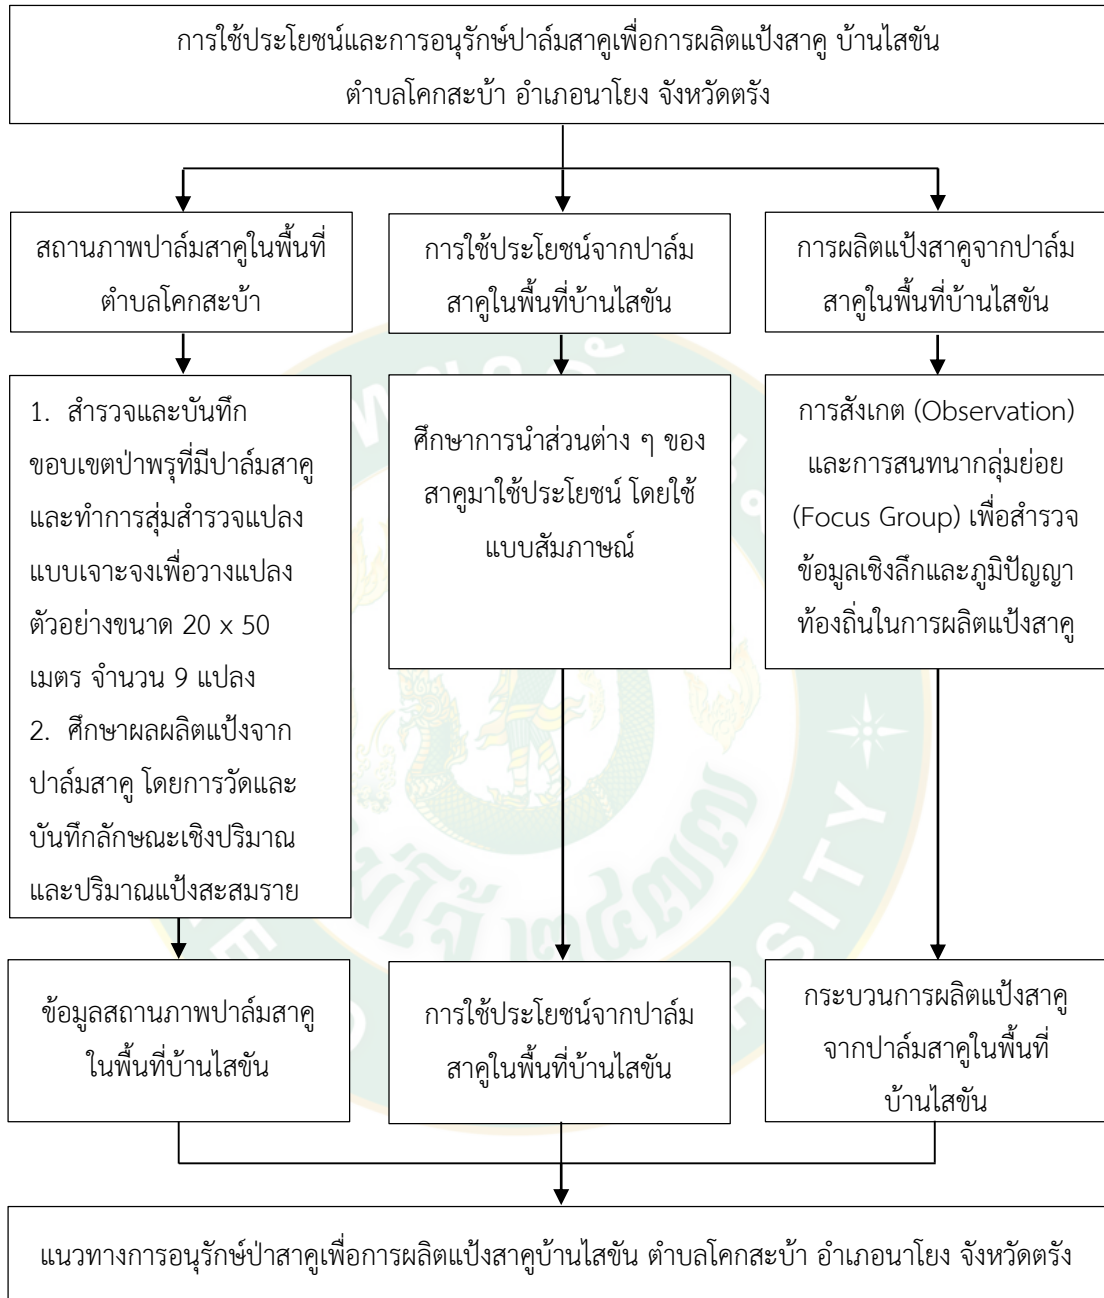 การใช้ประโยชน์และการอนุรักษ์ปาล์มสาคูเพื่อการผลิตแป้งสาคู บ้านไสขัน
ตำบลโคกสะบ้า อำเภอนาโยง จังหวัดตรัง
สถานภาพปาล์มสาคูในพื้นที่
ตำบลโคกสะบ้า
การใช้ประโยชน์จากปาล์ม
สาคูในพื้นที่บ้านไสขัน
การผลิตแป้งสาคูจากปาล์ม
สาคูในพื้นที่บ้านไสขัน
1. สำรวจและบันทึก
ขอบเขตป่าพรุที่มีปาล์มสาคู
และทำการสุ่มสำรวจแปลง
แบบเจาะจงเพื่อวางแปลง
ตัวอย่างขนาด 20 x 50
เมตร จำนวน 9 แปลง
2. ศึกษาผลผลิตแป้งจาก
ปาล์มสาคู โดยการวัดและ
บันทึกลักษณะเชิงปริมาณ
และปริมาณแป้งสะสมราย
ศึกษาการนำส่วนต่าง ๆ ของ
สาคูมาใช้ประโยชน์ โดยใช้
แบบสัมภาษณ์
การสังเกต (Observation)
และการสนทนากลุ่มย่อย
(Focus Group) เพื่อสำรวจ
ข้อมูลเชิงลึกและภูมิปัญญา
ท้องถิ่นในการผลิตแป้งสาคู
ข้อมูลสถานภาพปาล์มสาคู
ในพื้นที่บ้านไสขัน
การใช้ประโยชน์จากปาล์ม
สาคูในพื้นที่บ้านไสขัน
กระบวนการผลิตแป้งสาคู
จากปาล์มสาคูในพื้นที่
บ้านไสขัน
แนวทางการอนุรักษ์ป่าสาคูเพื่อการผลิตแป้งสาคูบ้านไสขัน ตำบลโคกสะบ้า อำเภอนาโยง จังหวัดตรัง